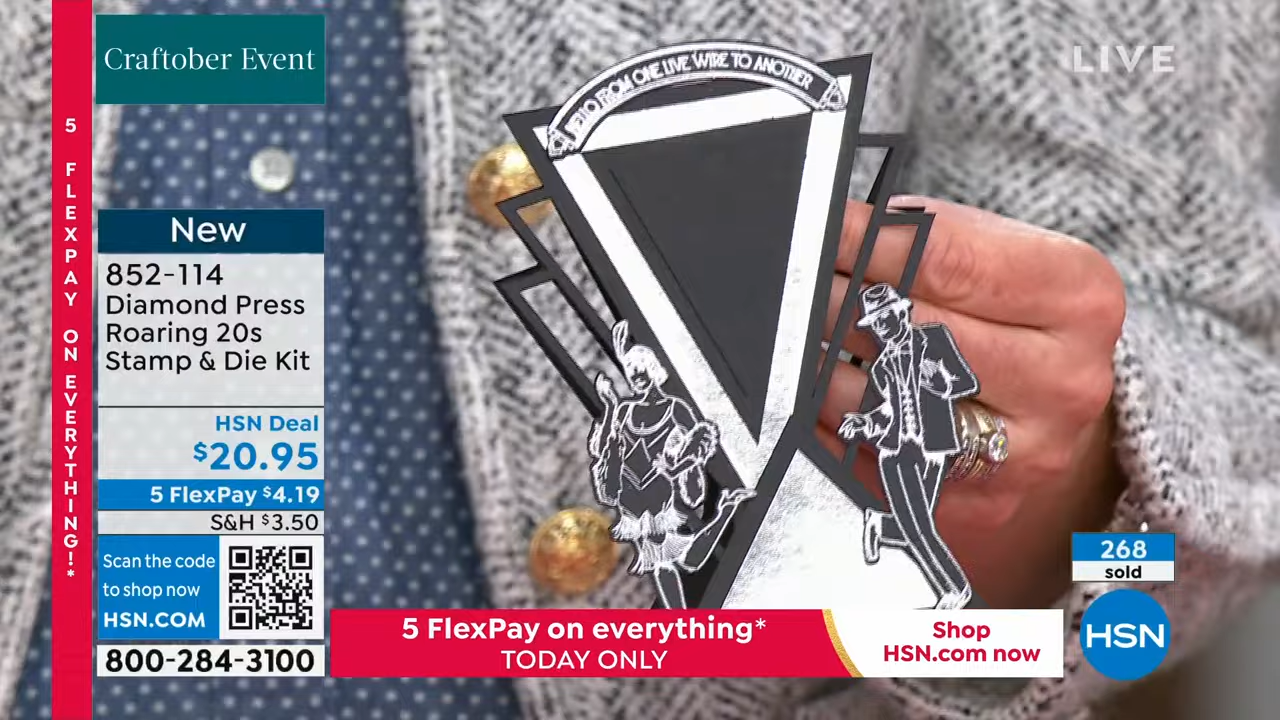 Craftober Event
LIVE
5 FLEXPAY ON EVERYTHING!*
FROM ONE LIVE WIRE TO ANOTHER
New
852-114
Diamond Press
Roaring 20s
Stamp & Die Kit
HSN Deal
$20.95
5 FlexPay $4.19
S&H $3.50
Scan the code
to shop now
HSN.COM
800-284-3100
5 FlexPay on everything*
TODAY ONLY
Shop
HSN.com now
268
sold
HSN